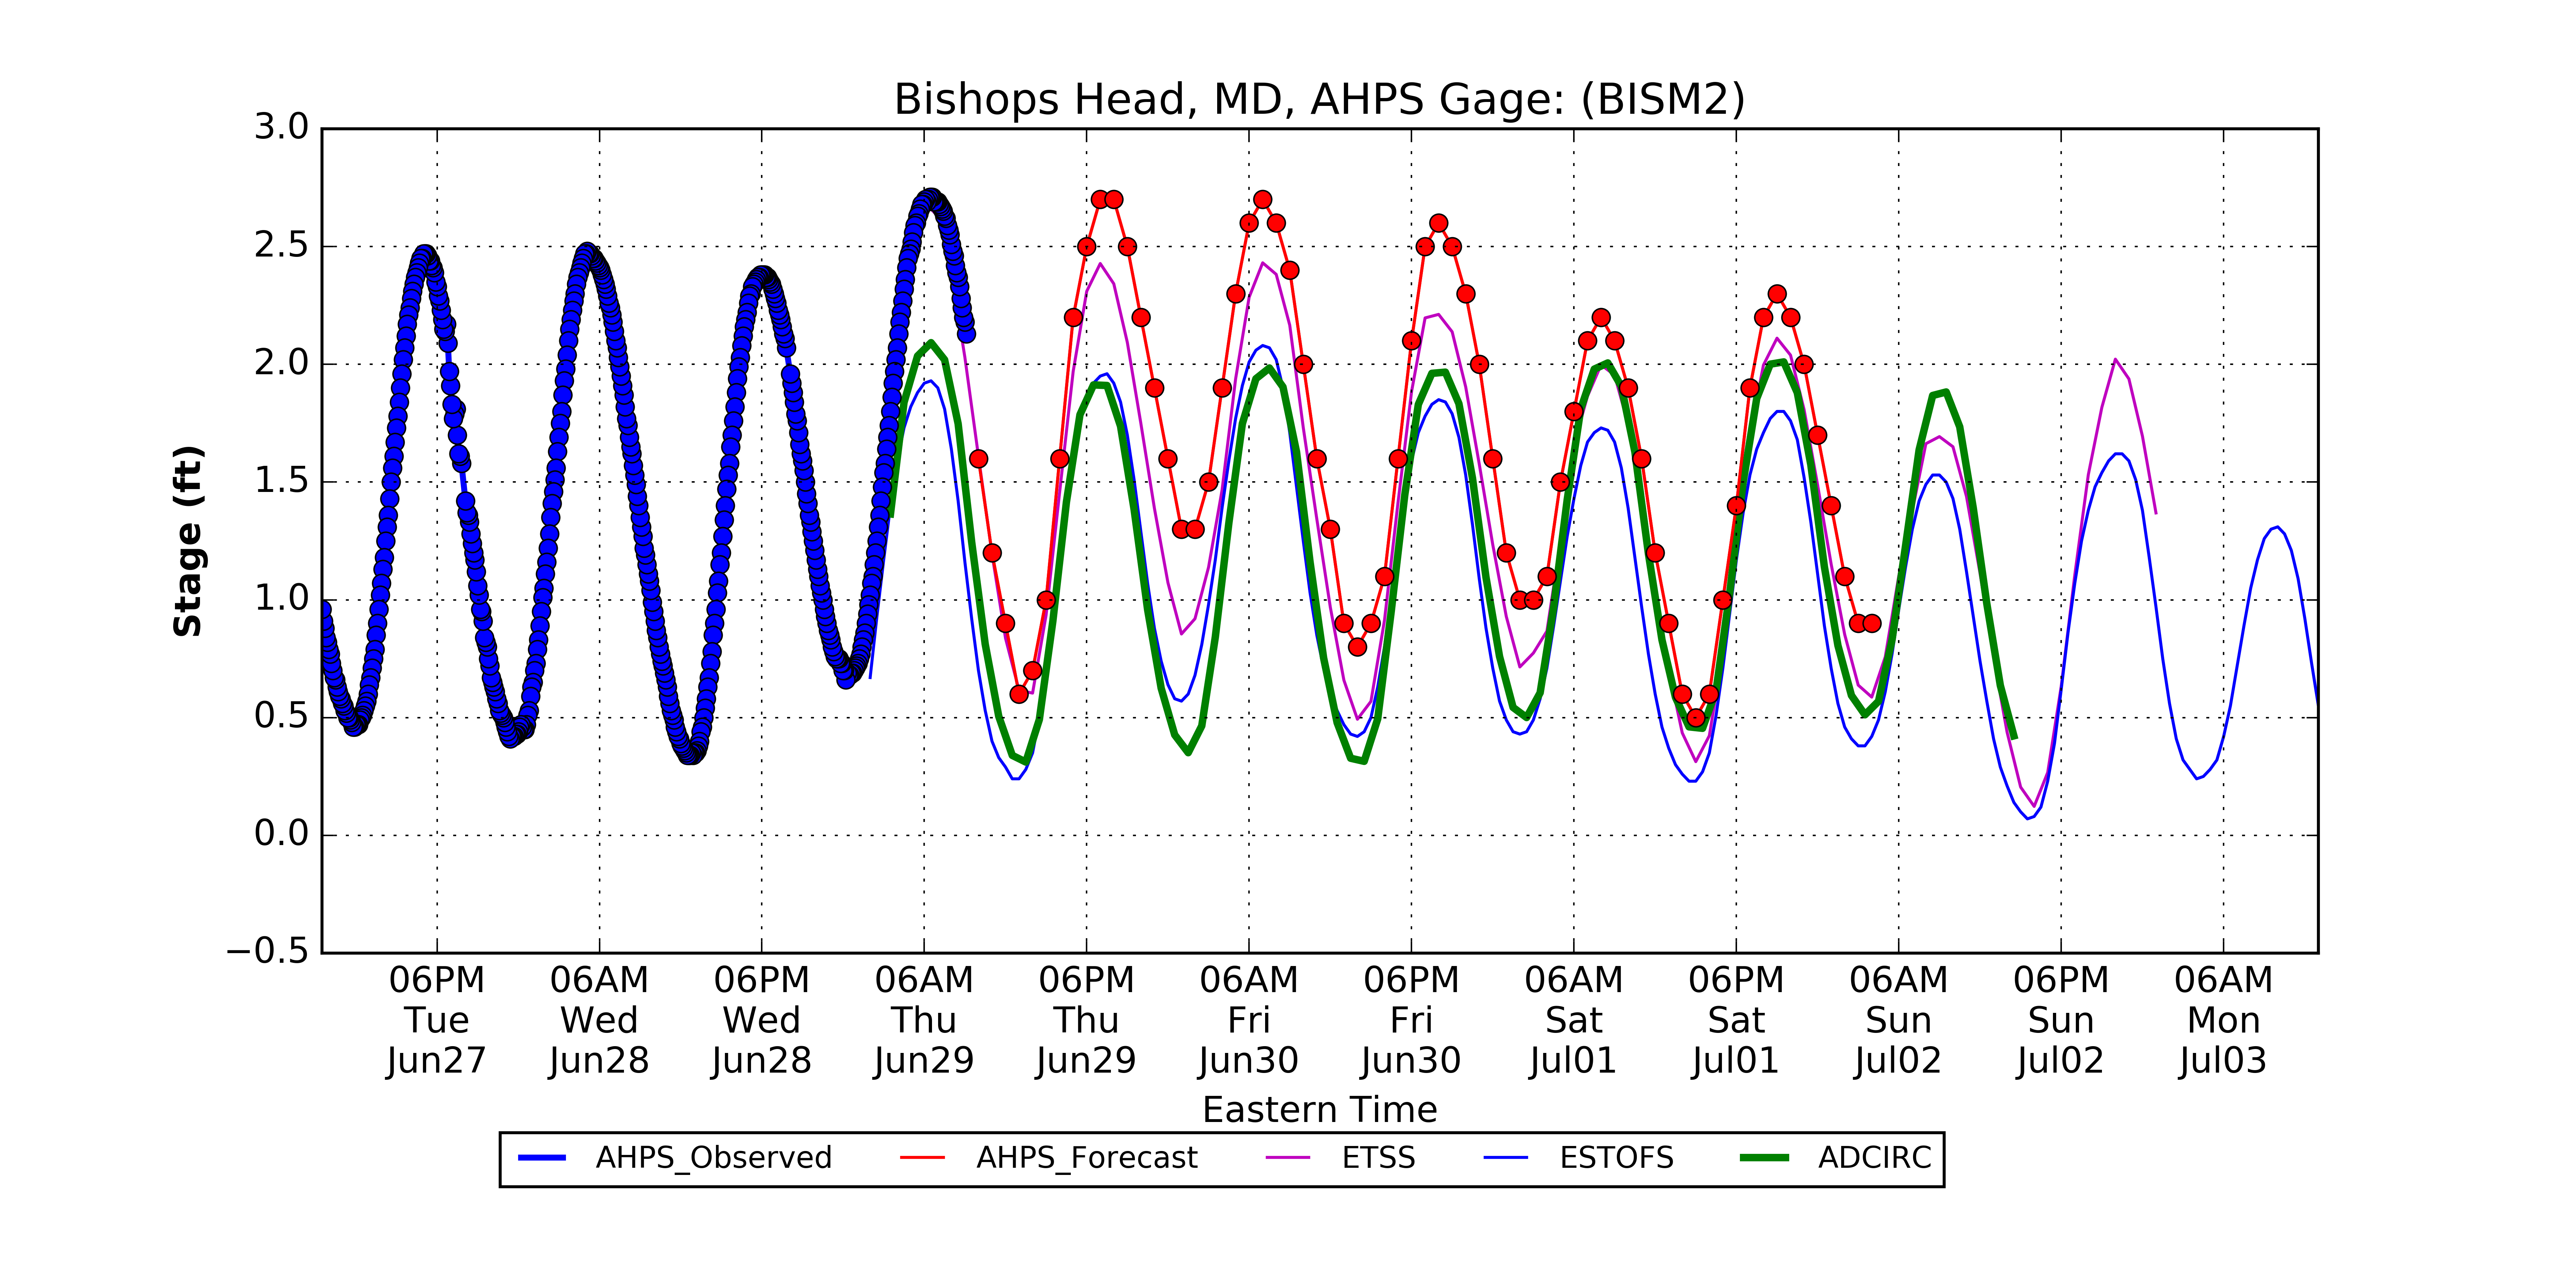 Bishops Head, MD, AHPS Gage: (BISM2)
3.0
2.5
2.0
1.5
1.0
0.5
0.0
−0.5
Stage (ft)
06PM 06AM 06PM 06AM 06PM 06AM 06PM 06AM 06PM 06AM 06PM 06AM
Tue Wed Wed Thu Thu Fri Fri Sat Sat Sun Sun Mon
Jun27 Jun28 Jun28 Jun29 Jun29 Jun30 Jun30 Jul01 Jul01 Jul02 Jul02 Jul03
Eastern Time
AHPS_Observed AHPS_Forecast ETSS ESTOFS ADCIRC